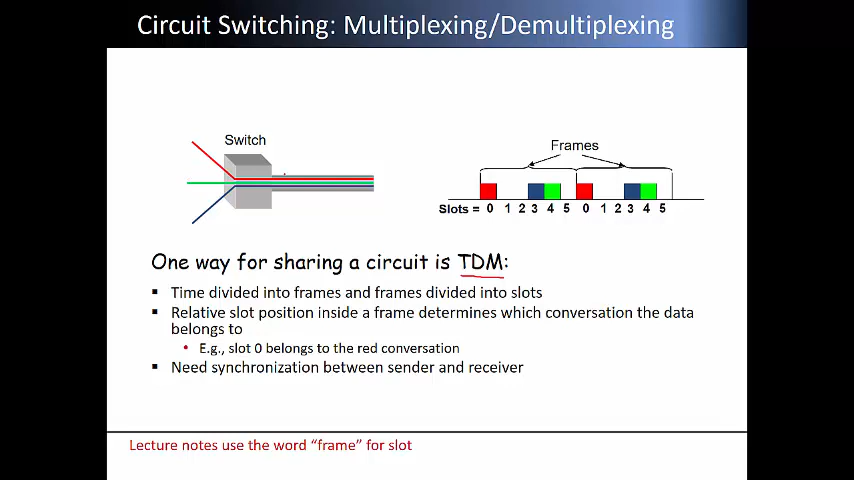 Circuit Switching: Multiplexing/Demultiplexing
Switch
Frames
Slots = 0 1 2 3 4 5 0 1 2 3 4 5
One way for sharing a circuit is TDM:
▪ Time divided into frames and frames divided into slots
▪ Relative slot position inside a frame determines which conversation the data
belongs to
• E.g., slot 0 belongs to the red conversation
▪ Need synchronization between sender and receiver
Lecture notes use the word “frame” for slot